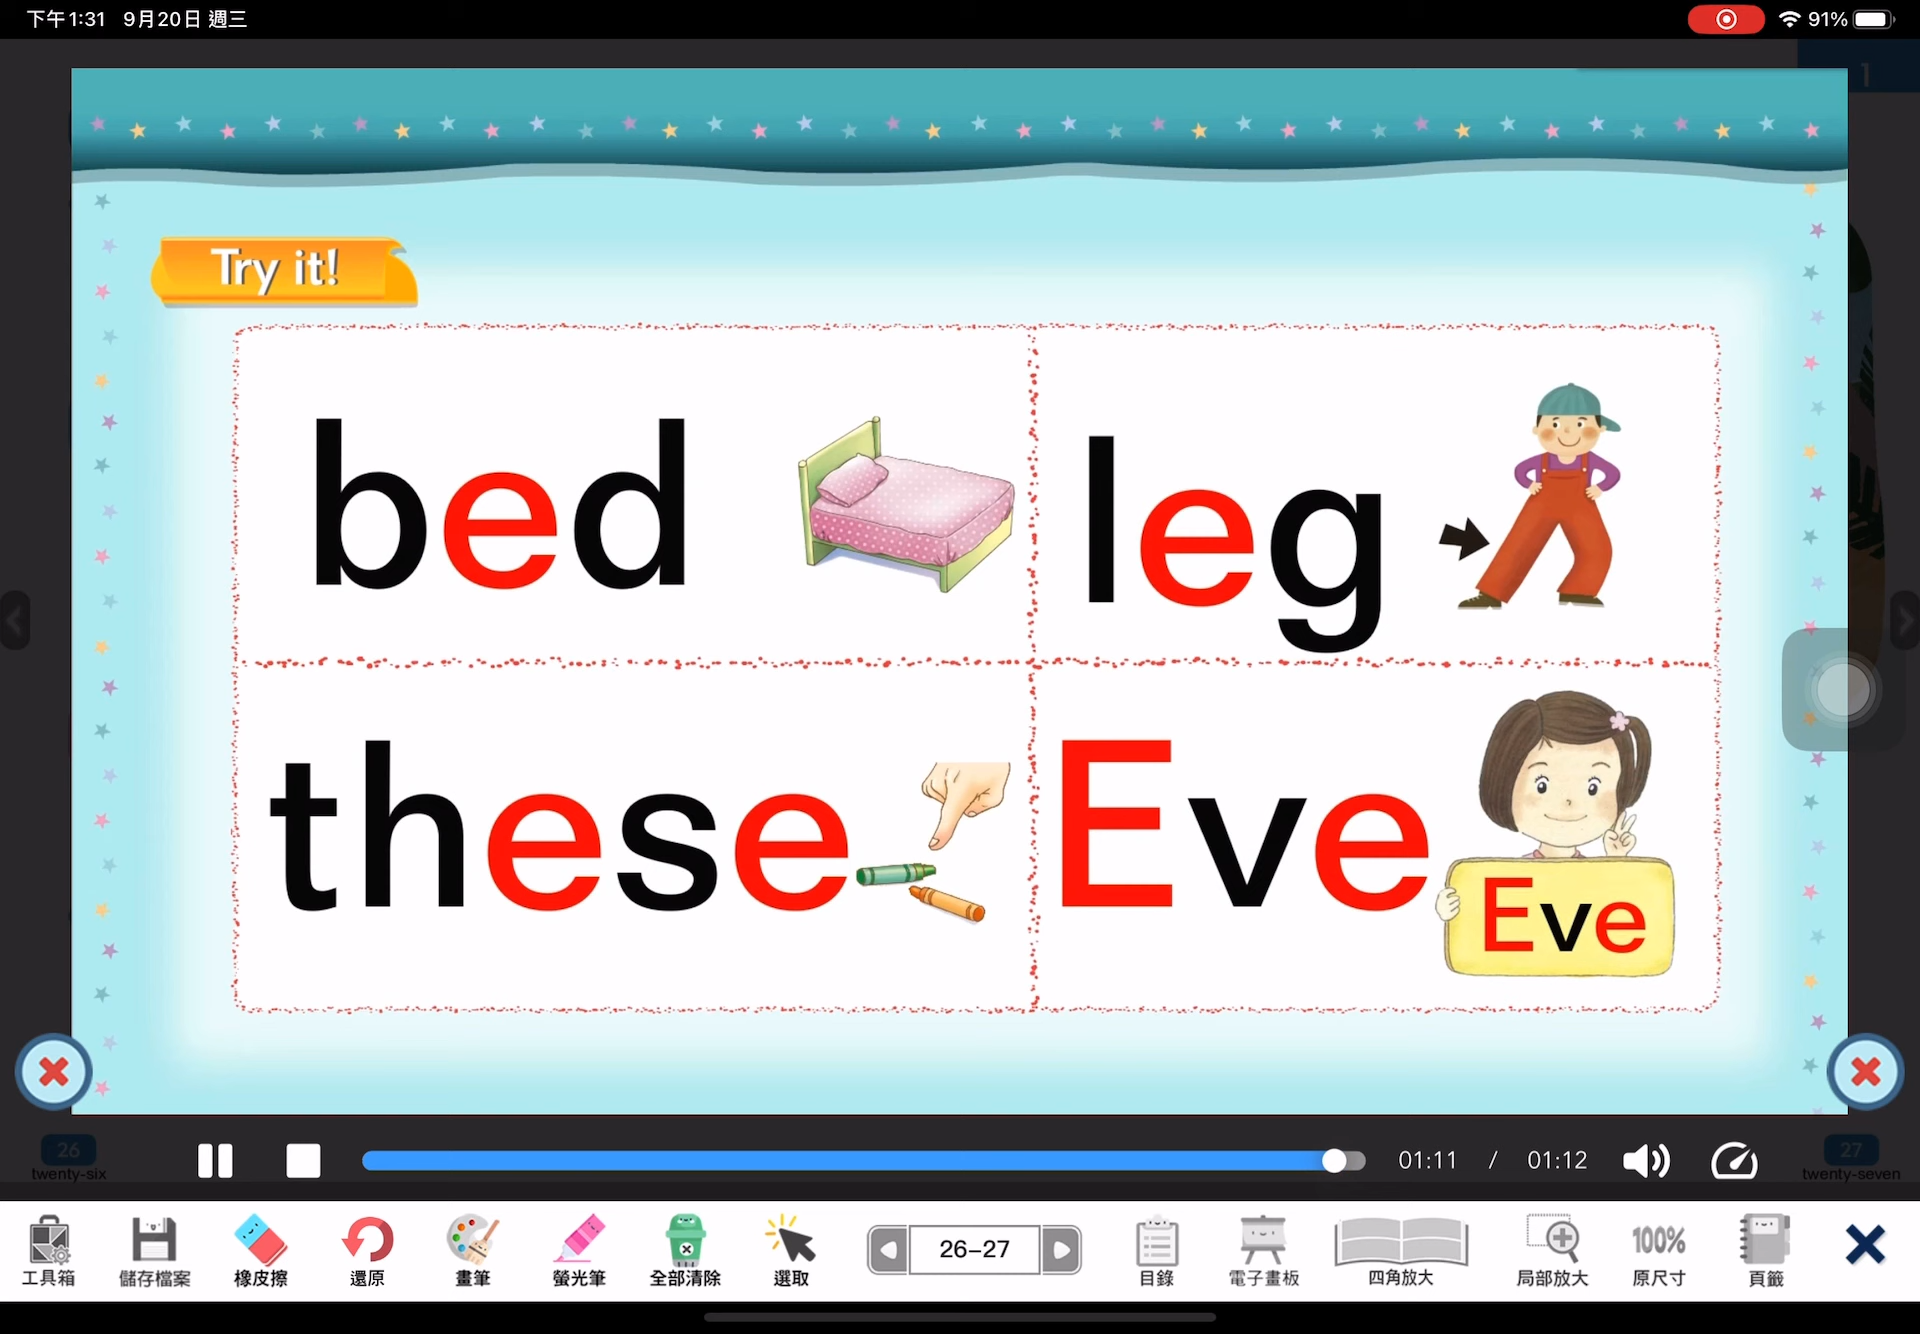 下午1:31 9月20日 週三
91%
1
Try it!
bed
leg
these
Eve
Eve
26
twenty-six
01:11 / 01:12
27
twenty-seven
26-27
100%
工具箱
儲存檔案
橡皮擦
還原
畫筆
螢光筆
全部清除
選取
目錄
電子畫板
四角放大
局部放大
原尺寸
頁籤